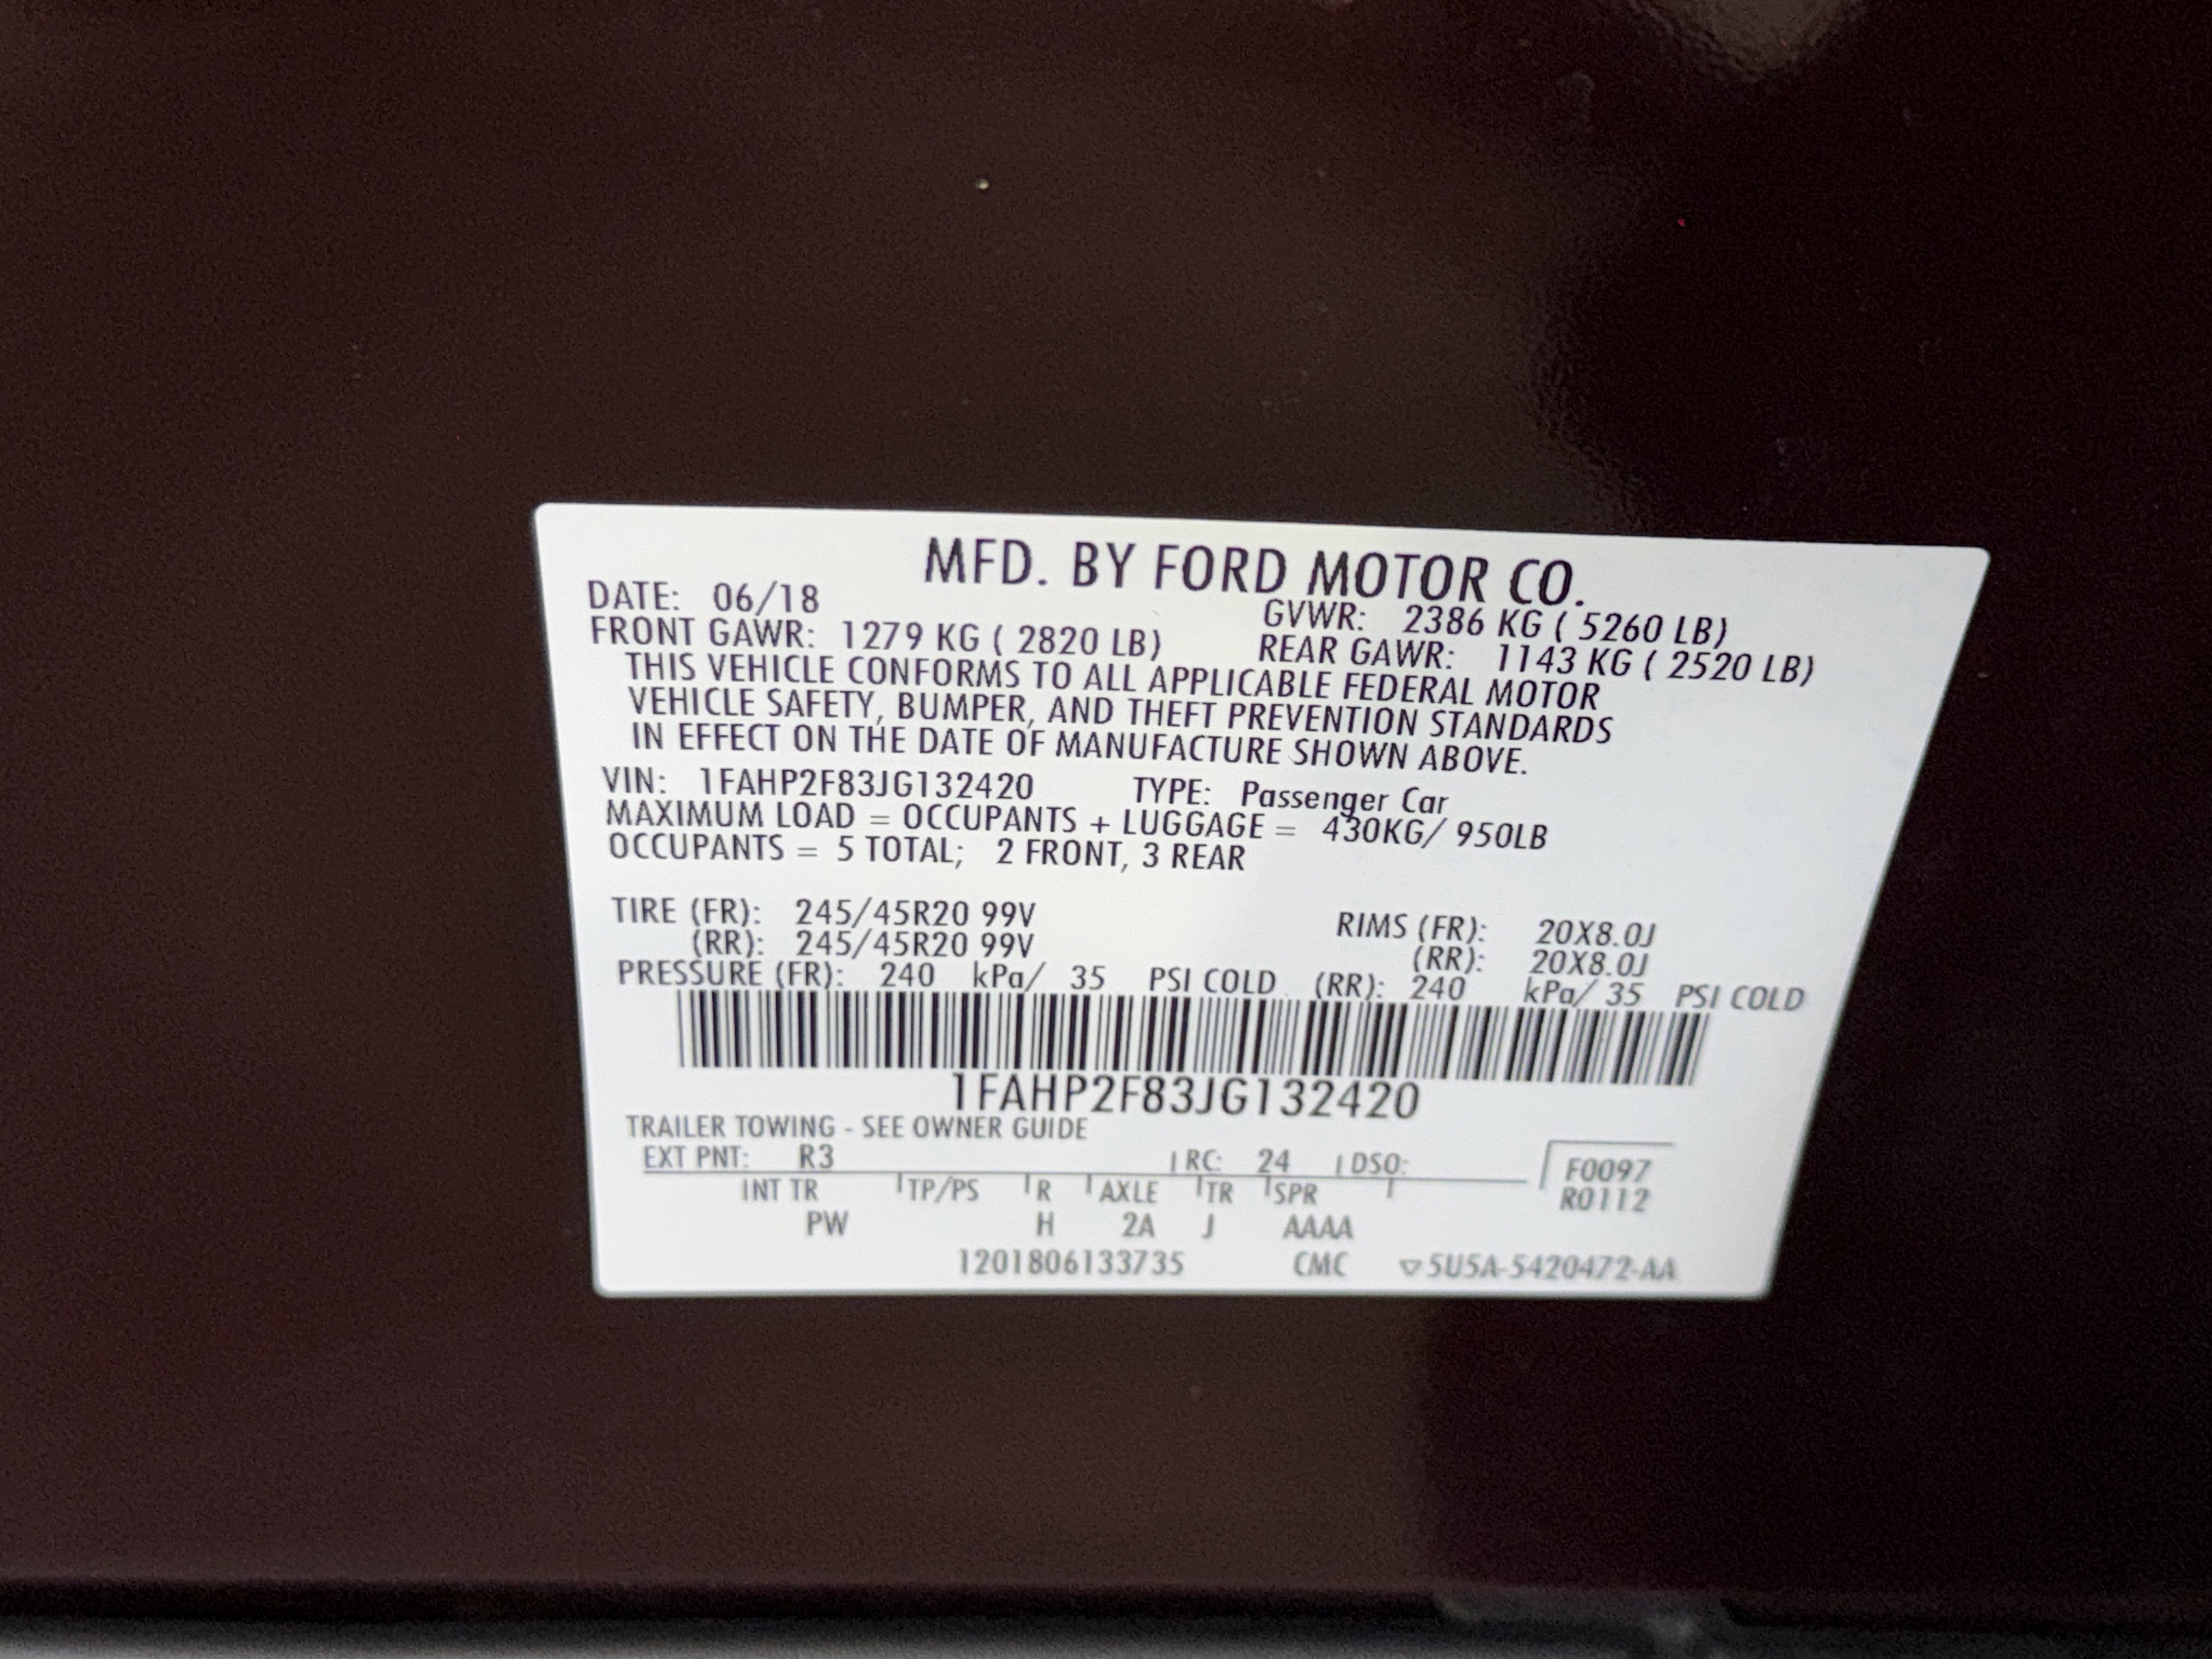 MFD. BY FORD MOTOR CO.
DATE: 06/18 GVWR: 2386 KG ( 5260 LB)
FRONT GAWR: 1279 KG ( 2820 LB) REAR GAWR: 1143 KG ( 2520 LB)
THIS VEHICLE CONFORMS TO ALL APPLICABLE FEDERAL MOTOR
VEHICLE SAFETY, BUMPER, AND THEFT PREVENTION STANDARDS
IN EFFECT ON THE DATE OF MANUFACTURE SHOWN ABOVE.
VIN: 1FAHP2F83JG132420 TYPE: Passenger Car
MAXIMUM LOAD = OCCUPANTS + LUGGAGE = 430KG/ 950LB
OCCUPANTS = 5 TOTAL; 2 FRONT, 3 REAR
TIRE (FR): 245/45R20 99V RIMS (FR): 20X8.0J
(RR): 245/45R20 99V (RR): 20X8.0J
PRESSURE (FR): 240 kPa/ 35 PSI COLD (RR): 240 kPa/ 35 PSI COLD
1FAHP2F83JG132420
TRAILER TOWING - SEE OWNER GUIDE
EXT PNT: R3 RC: 24 DSO: F0097
INT TR TP/PS R AXLE TR SPR R0112
PW H 2A J AAAA
1201806133735 CMC ▽5U5A-5420472-AA